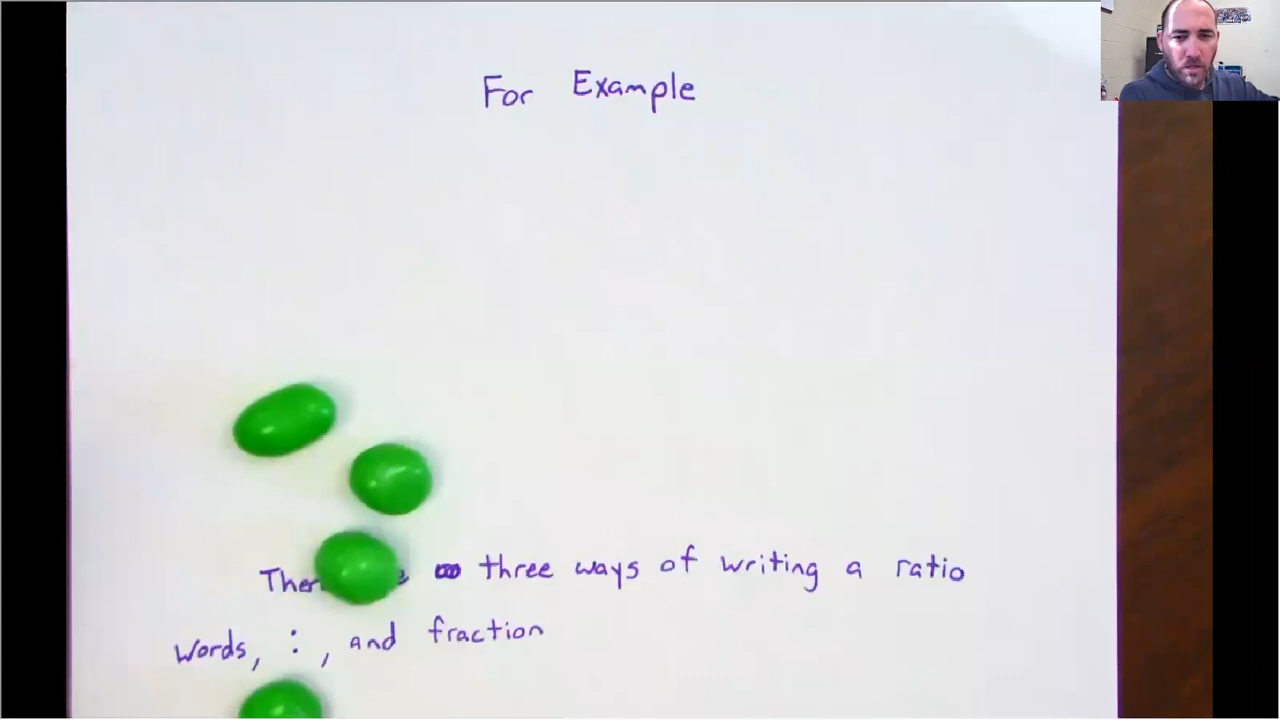 For Example
three ways of writing a ratio
words, : , and fraction